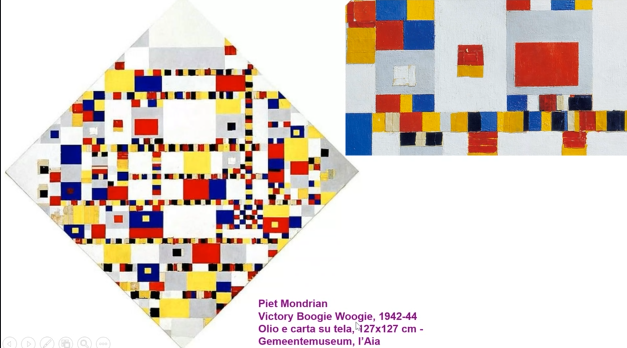 Piet Mondrian
Victory Boogie Woogie, 1942-44
Olio e carta su tela, 127x127 cm -
Gemeentemuseum, l'Aia